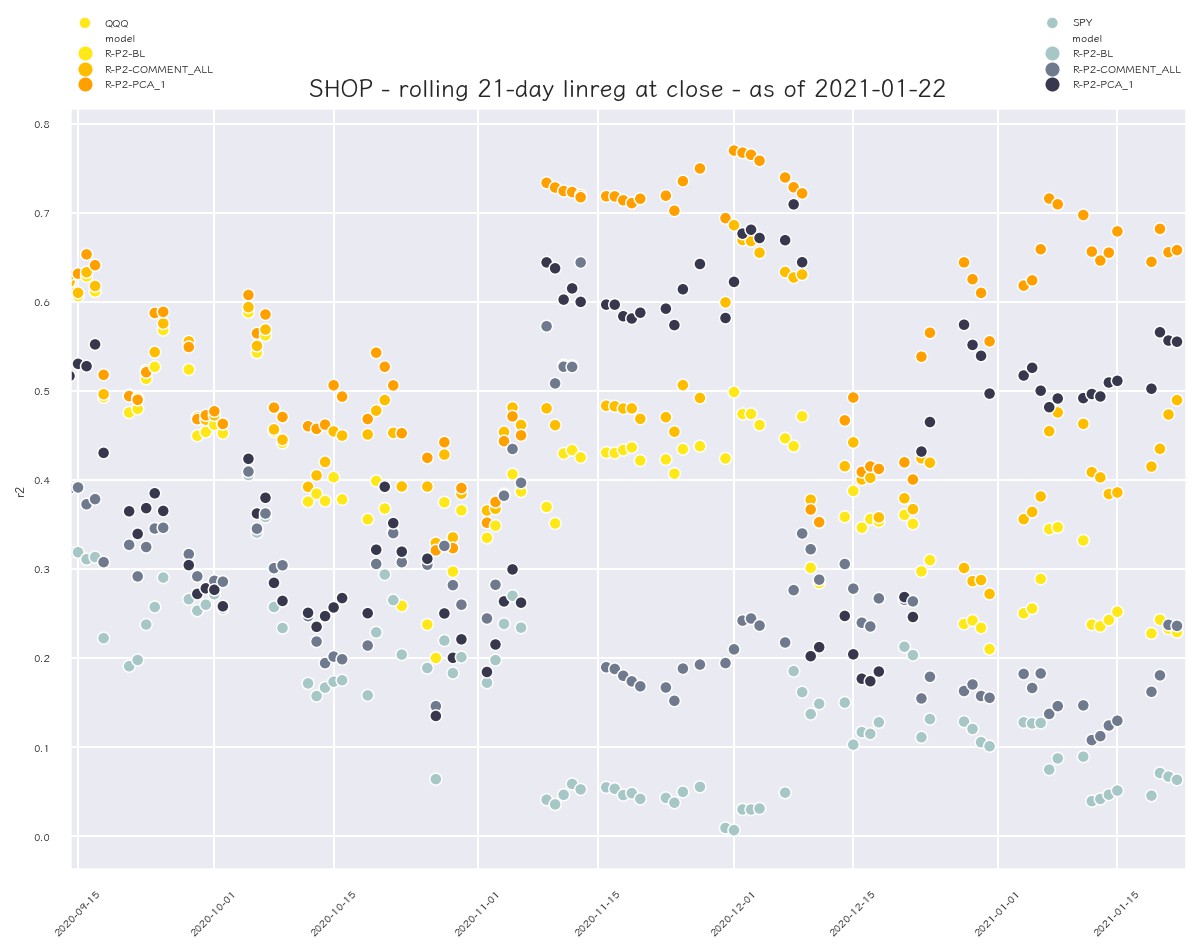 QQQ
model
R-P2-BL
R-P2-COMMENT_ALL
R-P2-PCA_1
SPY
model
R-P2-BL
R-P2-COMMENT_ALL
R-P2-PCA_1
SHOP - rolling 21-day linreg at close - as of 2021-01-22
0.8
0.7
0.6
0.5
0.4
0.3
0.2
0.1
0.0
r2
2020-09-15
2020-10-01
2020-10-15
2020-11-01
2020-11-15
2020-12-01
2020-12-15
2021-01-01
2021-01-15